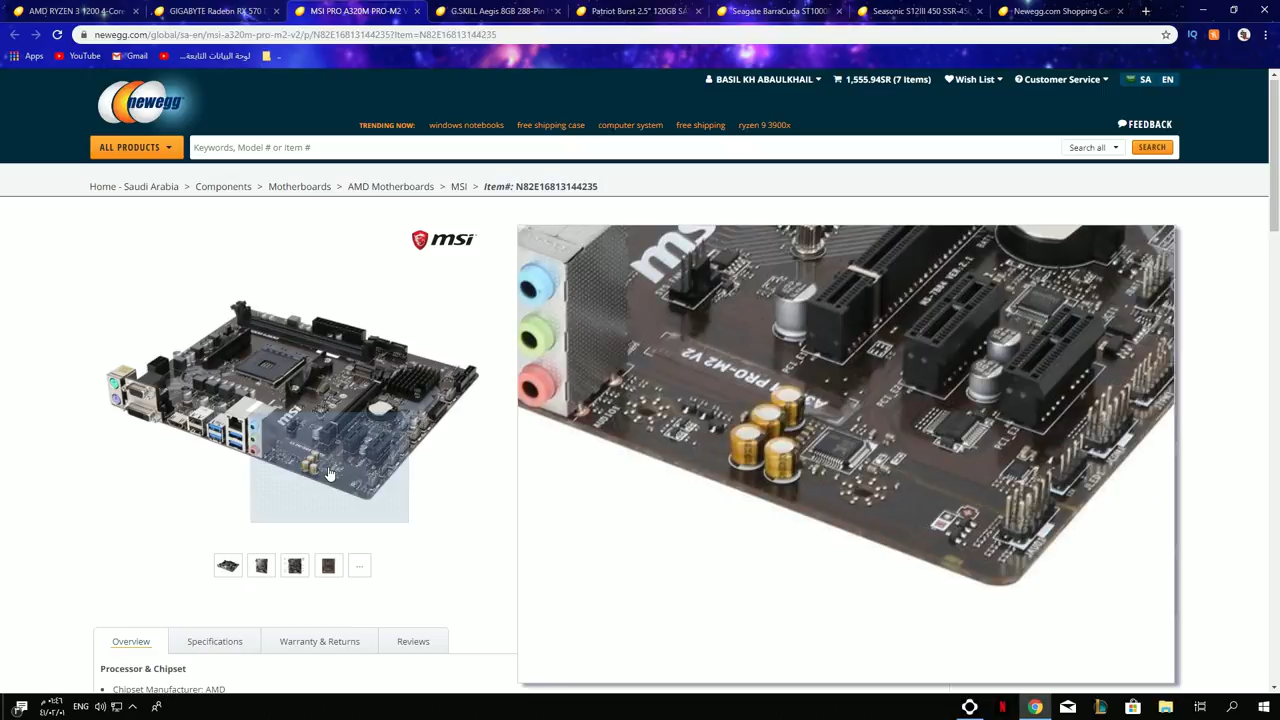 AMD RYZEN 3 1200 4-Core
GIGABYTE Radeon RX 570 
MSI PRO A320M PRO-M2 V
G.SKILL Aegis 8GB 288-Pin
Patriot Burst 2.5" 120GB SA
Seagate BarraCuda ST1000
Seasonic S12III 450 SSR-45
Newegg.com Shopping Ca
newegg.com/global/sa-en/msi-a320m-pro-m2-v2/p/N82E16813144235?Item=N82E16813144235
Apps YouTube Gmail لوحة البيانات التابعة...
newegg
BASIL KH ABAULKHAIL 1,555.94SR (7 Items) Wish List Customer Service SA EN
TRENDING NOW: windows notebooks free shipping case computer system free shipping ryzen 9 3900x
FEEDBACK
ALL PRODUCTS Keywords, Model # or Item # Search all SEARCH
Home - Saudi Arabia > Components > Motherboards > AMD Motherboards > MSI > Item#: N82E16813144235
msi
PRO-M2 V2
MS-7B84 VER:2.1
...
Overview Specifications Warranty & Returns Reviews
Processor & Chipset
Chipset Manufacturer: AMD
ENG